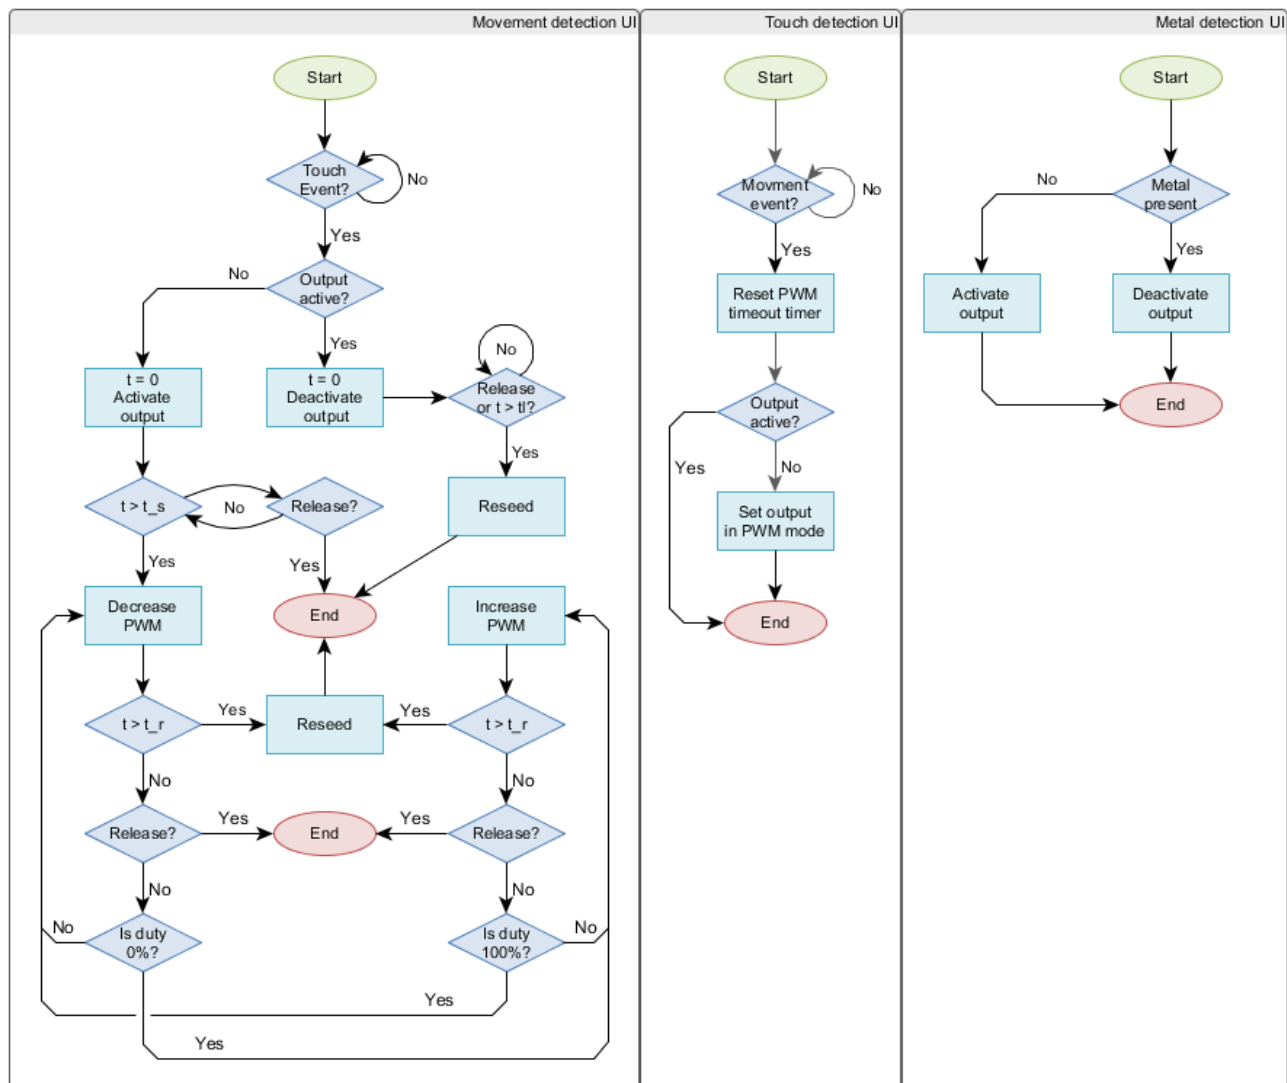 Movement detection UI
Start
Touch
Event?
No
Yes
Output
active?
No
Yes
t = 0
Activate
output
t = 0
Deactivate
output
No
Release
or t > tl?
Yes
Reseed
t > t_s
No
Release?
Yes
Yes
Decrease
PWM
End
Increase
PWM
t > t_r
Yes
Reseed
Yes
t > t_r
No
No
Release?
Yes
End
Yes
Release?
No
No
No
Is duty
0%?
Is duty
100%?
No
Yes
Yes
Touch detection UI
Start
Movment
event?
No
Yes
Reset PWM
timeout timer
Output
active?
Yes
No
Set output
in PWM mode
End
Metal detection UI
Start
No
Metal
present
Yes
Activate
output
Deactivate
output
End